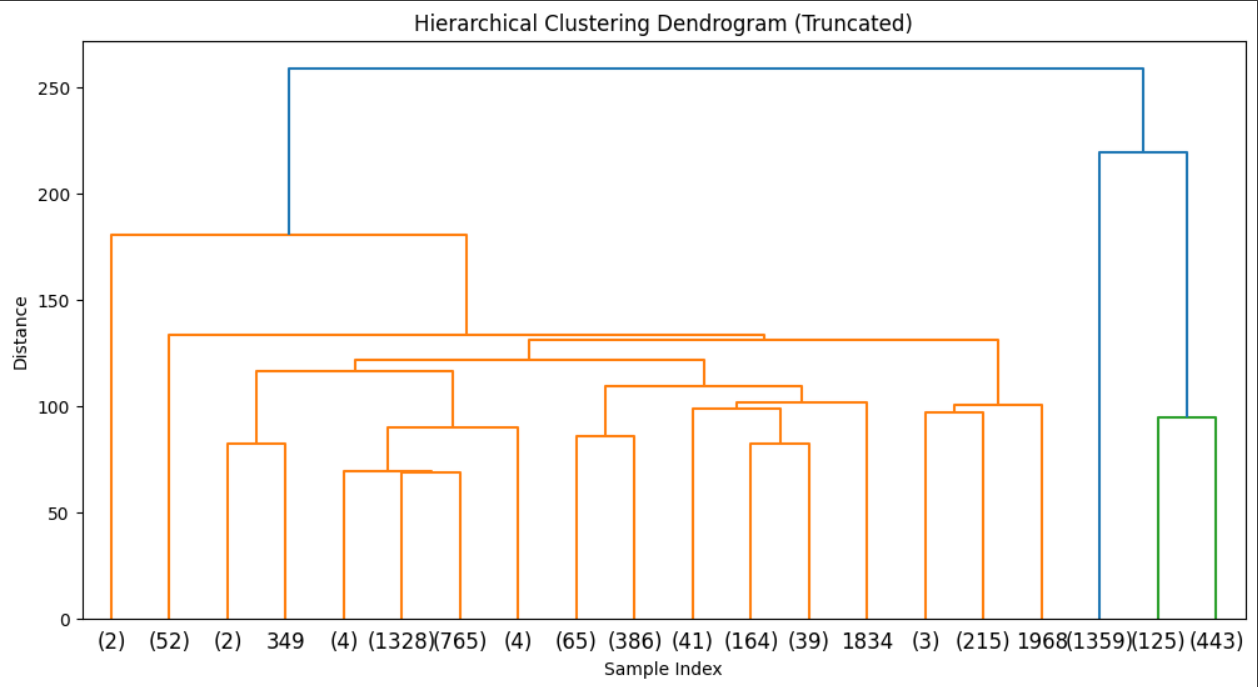 Hierarchical Clustering Dendrogram (Truncated)
250
200
150
100
50
0
Distance
(2) (52) (2) 349 (4) (1328) (765) (4) (65) (386) (41) (164) (39) 1834 (3) (215) 1968 (1359) (125) (443)
Sample Index